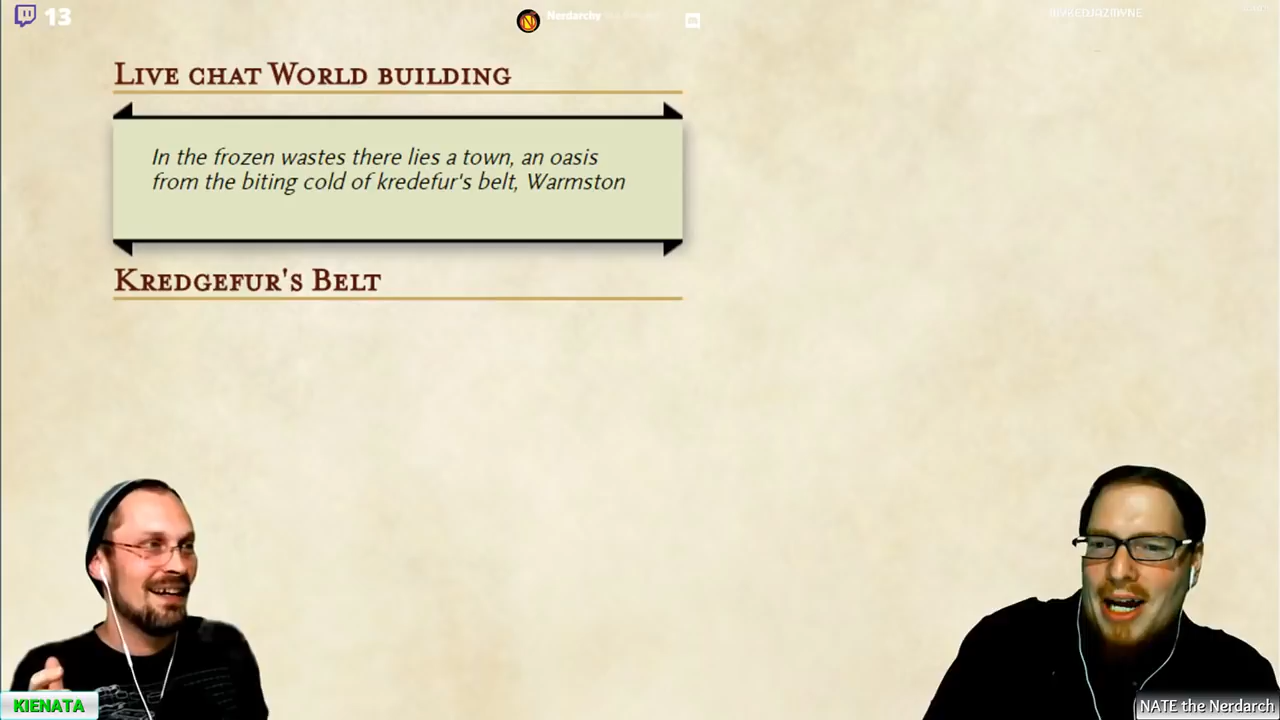 13
Nerdarchy
LIVE CHAT WORLD BUILDING
In the frozen wastes there lies a town, an oasis
from the biting cold of kredefur's belt, Warmston
KREDGEFUR'S BELT
KIENATA
NATE the Nerdarch